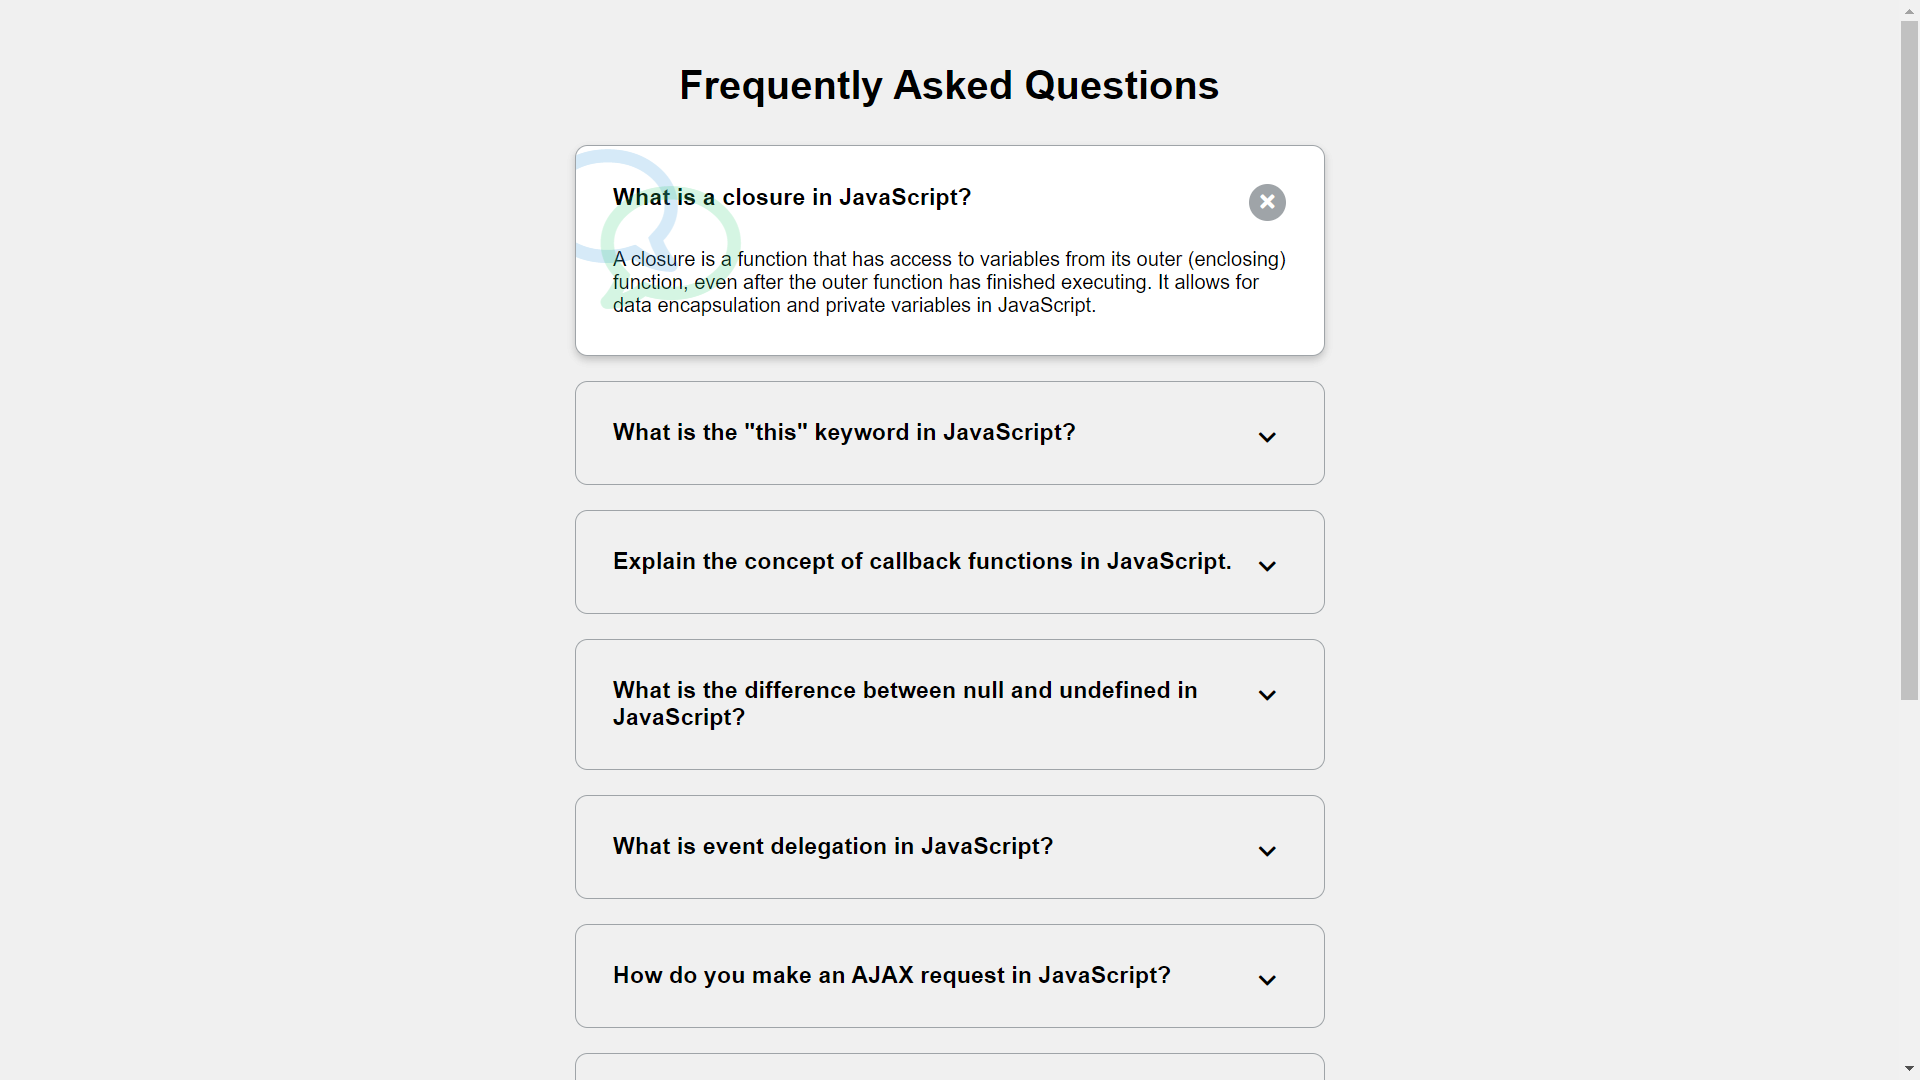 Frequently Asked Questions
What is a closure in JavaScript?
A closure is a function that has access to variables from its outer (enclosing)
function, even after the outer function has finished executing. It allows for
data encapsulation and private variables in JavaScript.
What is the "this" keyword in JavaScript?
Explain the concept of callback functions in JavaScript.
What is the difference between null and undefined in
JavaScript?
What is event delegation in JavaScript?
How do you make an AJAX request in JavaScript?